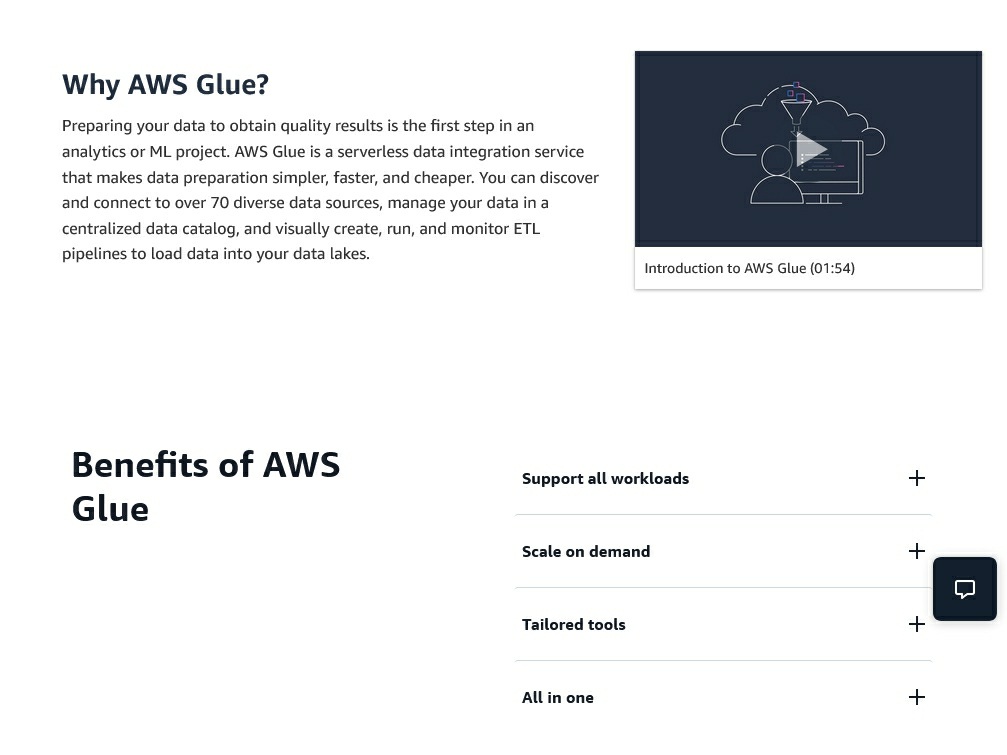 Why AWS Glue?
Preparing your data to obtain quality results is the first step in an
analytics or ML project. AWS Glue is a serverless data integration service
that makes data preparation simpler, faster, and cheaper. You can discover
and connect to over 70 diverse data sources, manage your data in a
centralized data catalog, and visually create, run, and monitor ETL
pipelines to load data into your data lakes.
Introduction to AWS Glue (01:54)
Benefits of AWS
Glue
Support all workloads
Scale on demand
Tailored tools
All in one